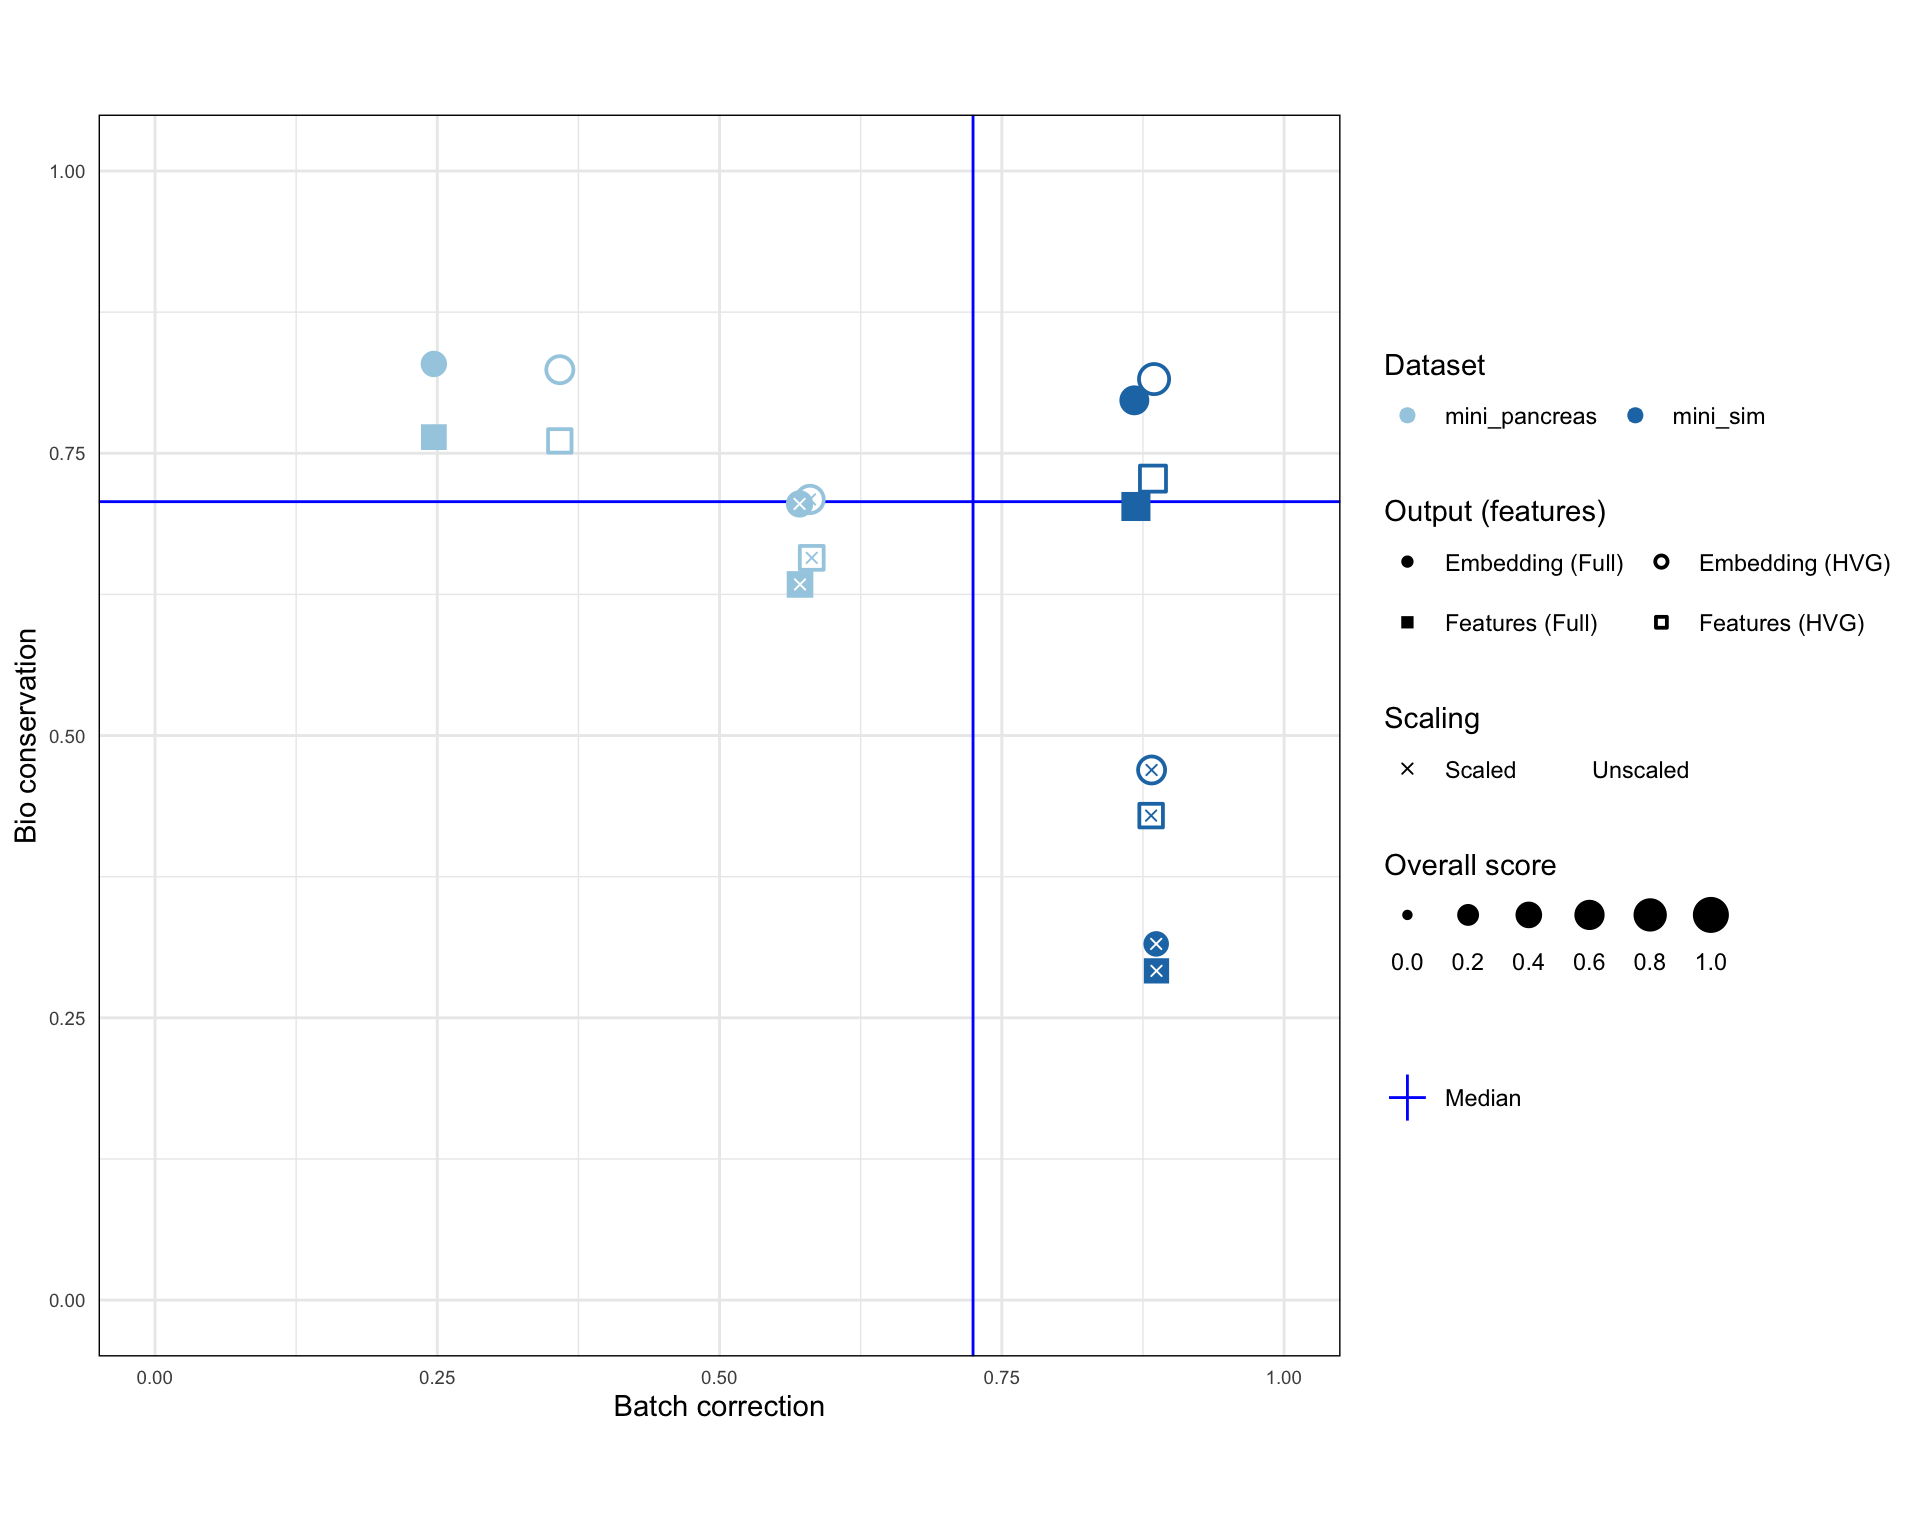 1.00
0.75
0.50
0.25
0.00
Bio conservation
0.00 0.25 0.50 0.75 1.00
Batch correction
Dataset
mini_pancreas mini_sim
Output (features)
Embedding (Full) Embedding (HVG)
Features (Full) Features (HVG)
Scaling
Scaled Unscaled
Overall score
0.0 0.2 0.4 0.6 0.8 1.0
Median